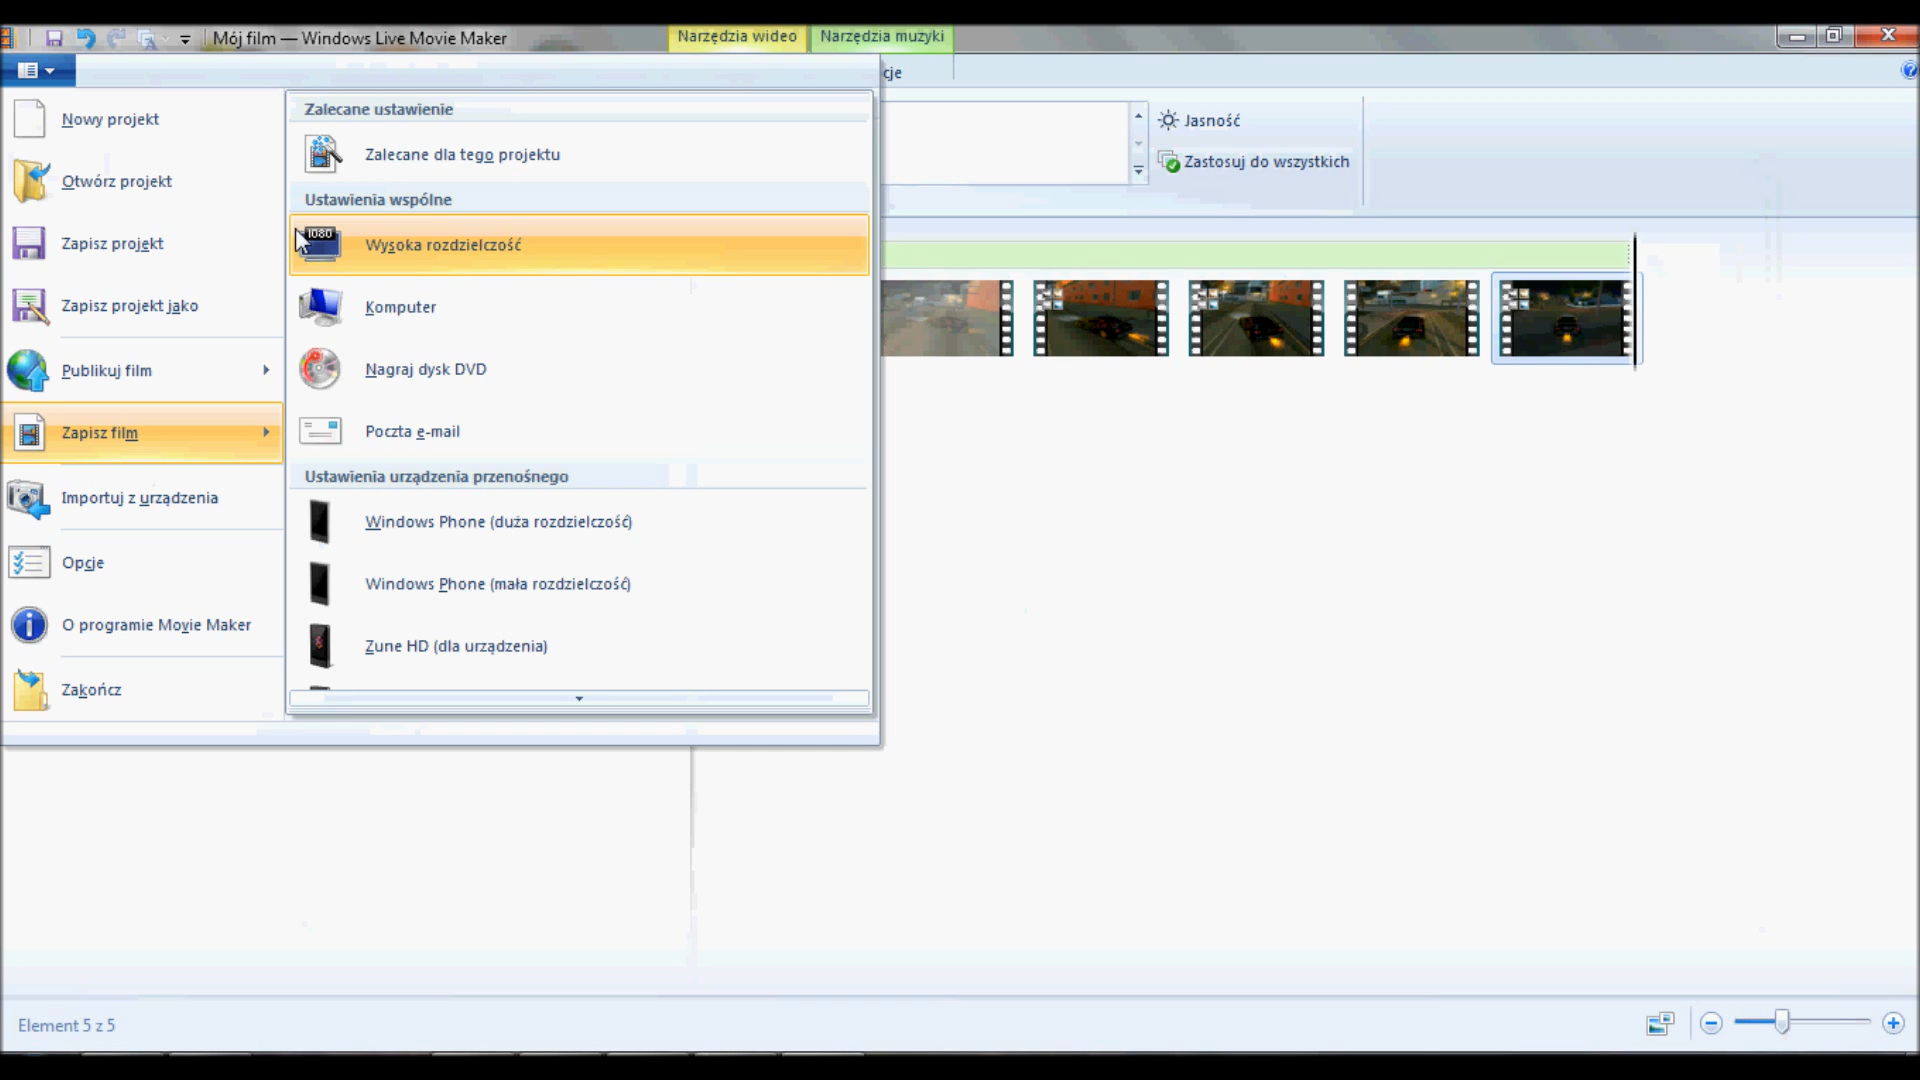 Mój film — Windows Live Movie Maker
Narzędzia wideo
Narzędzia muzyki
cje
Nowy projekt
Otwórz projekt
Zapisz projekt
Zapisz projekt jako
Publikuj film
Zapisz film
Importuj z urządzenia
Opcje
O programie Movie Maker
Zakończ
Zalecane ustawienie
Zalecane dla tego projektu
Ustawienia wspólne
1080
Wysoka rozdzielczość
Komputer
Nagraj dysk DVD
Poczta e-mail
Ustawienia urządzenia przenośnego
Windows Phone (duża rozdzielczość)
Windows Phone (mała rozdzielczość)
Zune HD (dla urządzenia)
Jasność
Zastosuj do wszystkich
Element 5 z 5